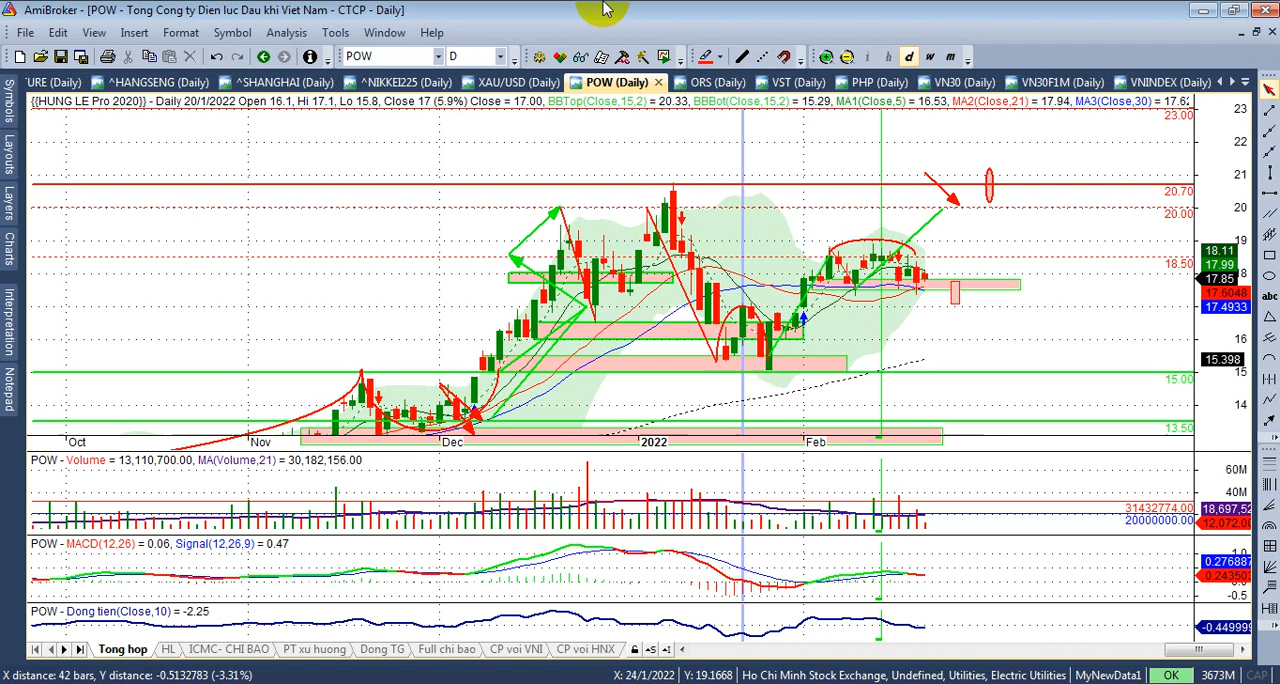 AmiBroker - [POW - Tong Cong ty Dien luc Dau khi Viet Nam - CTCP - Daily]
File Edit View Insert Format Symbol Analysis Tools Window Help
POW D i h d w m
'URE (Daily) ^HANGSENG (Daily) ^SHANGHAI (Daily) ^NIKKEI225 (Daily) XAU/USD (Daily) POW (Daily) ORS (Daily) VST (Daily) PHP (Daily) VN30 (Daily) VN30F1M (Daily) VNINDEX (Daily)
{{HUNG LE Pro 2020}} - Daily 20/1/2022 Open 16.1, Hi 17.1, Lo 15.8, Close 17 (5.9%) Close = 17.00, BBTop(Close,15,2) = 20.33, BBBot(Close,15,2) = 15.29, MA1(Close,5) = 16.53, MA2(Close,21) = 17.94, MA3(Close,30) = 17.62
Symbols
Layouts
Layers
Charts
Interpretation
Notepad
abc
23
23.00
22
21
20.70
20
20.00
19
18.11
18.50
17.99
18
17.85
17.6048
17.4933
16
15.398
15
15.00
14
13.50
Oct Nov Dec 2022 Feb
POW - Volume = 13,110,700.00, MA(Volume,21) = 30,182,156.00
60M
40M
31432774.00 18,697,52
20000000.00 12,072,00
POW - MACD(12,26) = 0.06, Signal(12,26,9) = 0.47
1.0
0.276887
0.243503
-0.5
POW - Dong tien(Close,10) = -2.25
-0.449999
Tong hop HL ICMC- CHI BAO PT xu huong Dong TG Full chi bao CP voi VNI CP voi HNX
X distance: 42 bars, Y distance: -0.5132783 (-3.31%) X: 24/1/2022 Y: 19.1668 Ho Chi Minh Stock Exchange, Undefined, Utilities, Electric Utilities MyNewData1 OK 3673M CAP